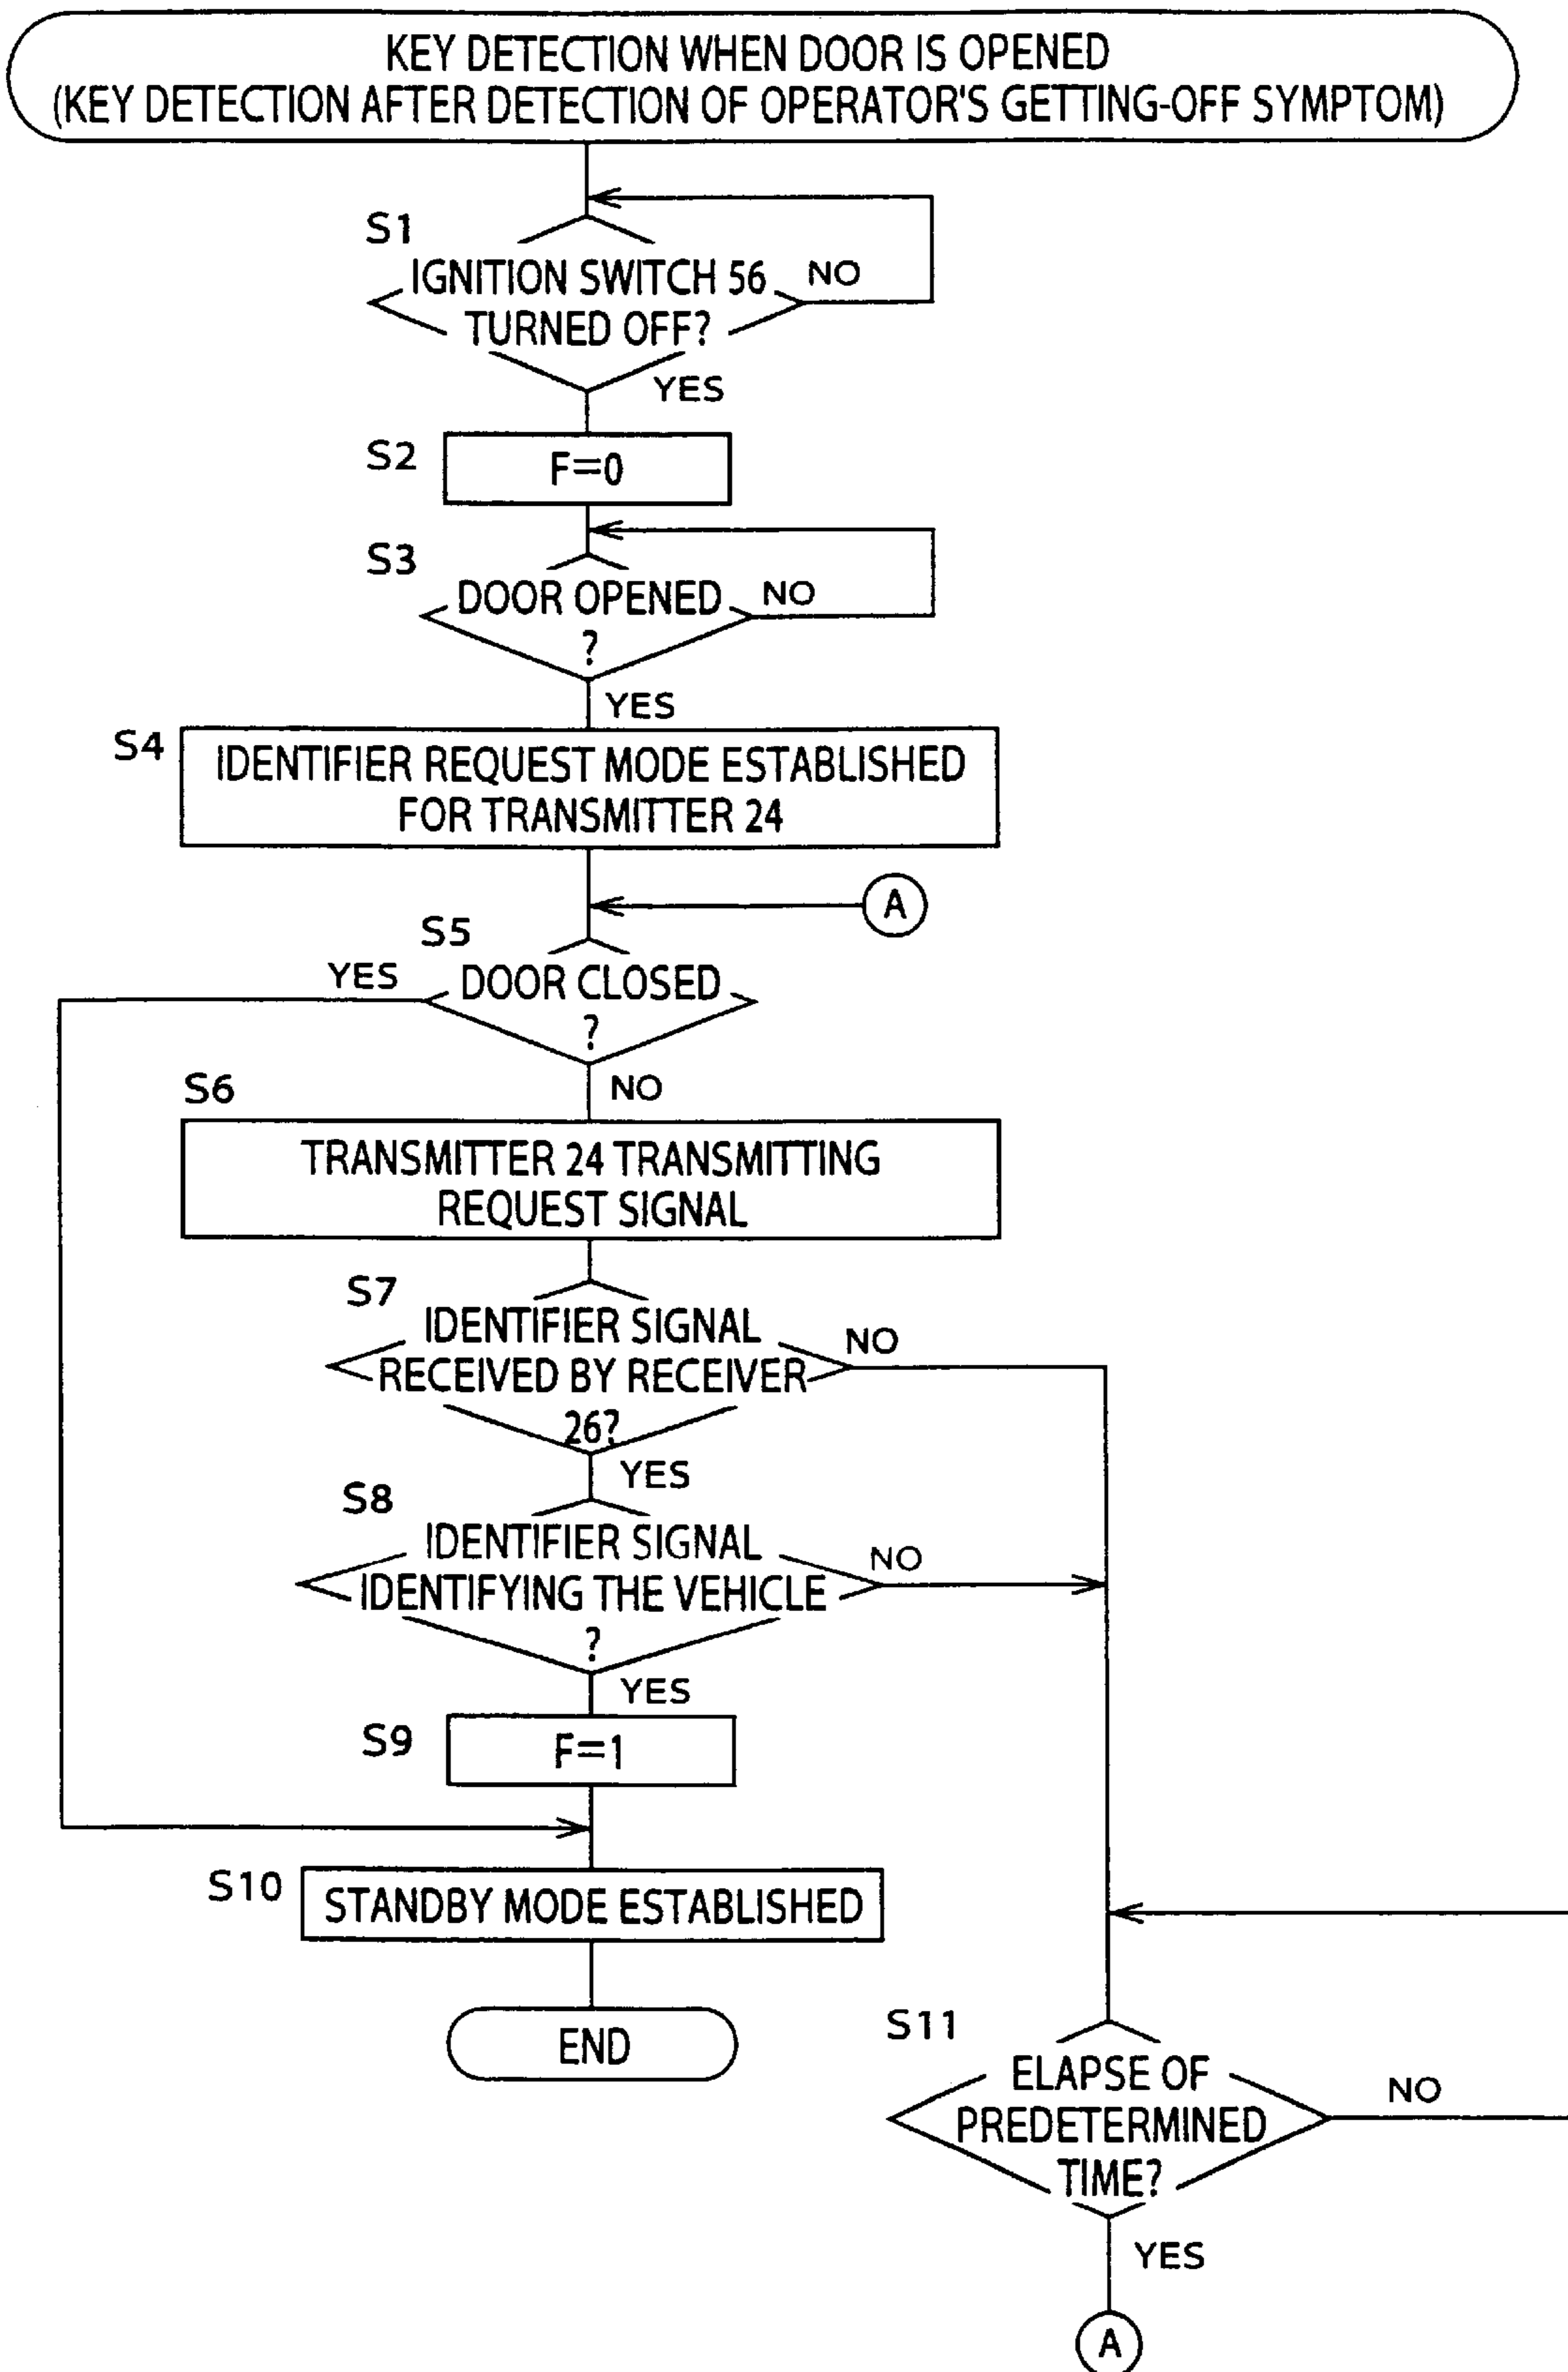 KEY DETECTION WHEN DOOR IS OPENED
(KEY DETECTION AFTER DETECTION OF OPERATOR'S GETTING-OFF SYMPTOM)
S1
IGNITION SWITCH 56
TURNED OFF?
NO
YES
S2
F=0
S3
DOOR OPENED
?
NO
YES
S4
IDENTIFIER REQUEST MODE ESTABLISHED
FOR TRANSMITTER 24
A
S5
YES
DOOR CLOSED
?
NO
S6
TRANSMITTER 24 TRANSMITTING
REQUEST SIGNAL
S7
IDENTIFIER SIGNAL
RECEIVED BY RECEIVER
26?
NO
YES
S8
IDENTIFIER SIGNAL
IDENTIFYING THE VEHICLE
?
NO
YES
S9
F=1
S10
STANDBY MODE ESTABLISHED
END
S11
ELAPSE OF
PREDETERMINED
TIME?
NO
YES
A